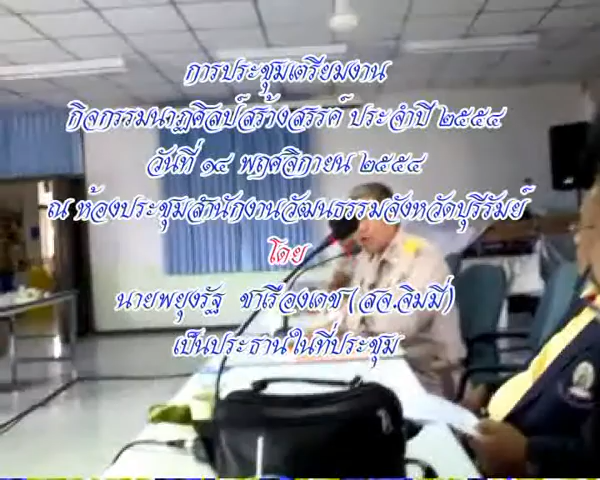 การประชุมเตรียมงาน
กิจกรรมนาฏศิลป์สร้างสรรค์ ประจำปี ๒๕๕๔
วันที่ ๑๔ พฤศจิกายน ๒๕๕๔
ณ ห้องประชุมสำนักงานวัฒนธรรมจังหวัดบุรีรัมย์
โดย
นายพยุงรัฐ ชาเรืองเดช (สจ.จิมมี่)
เป็นประธานในที่ประชุม